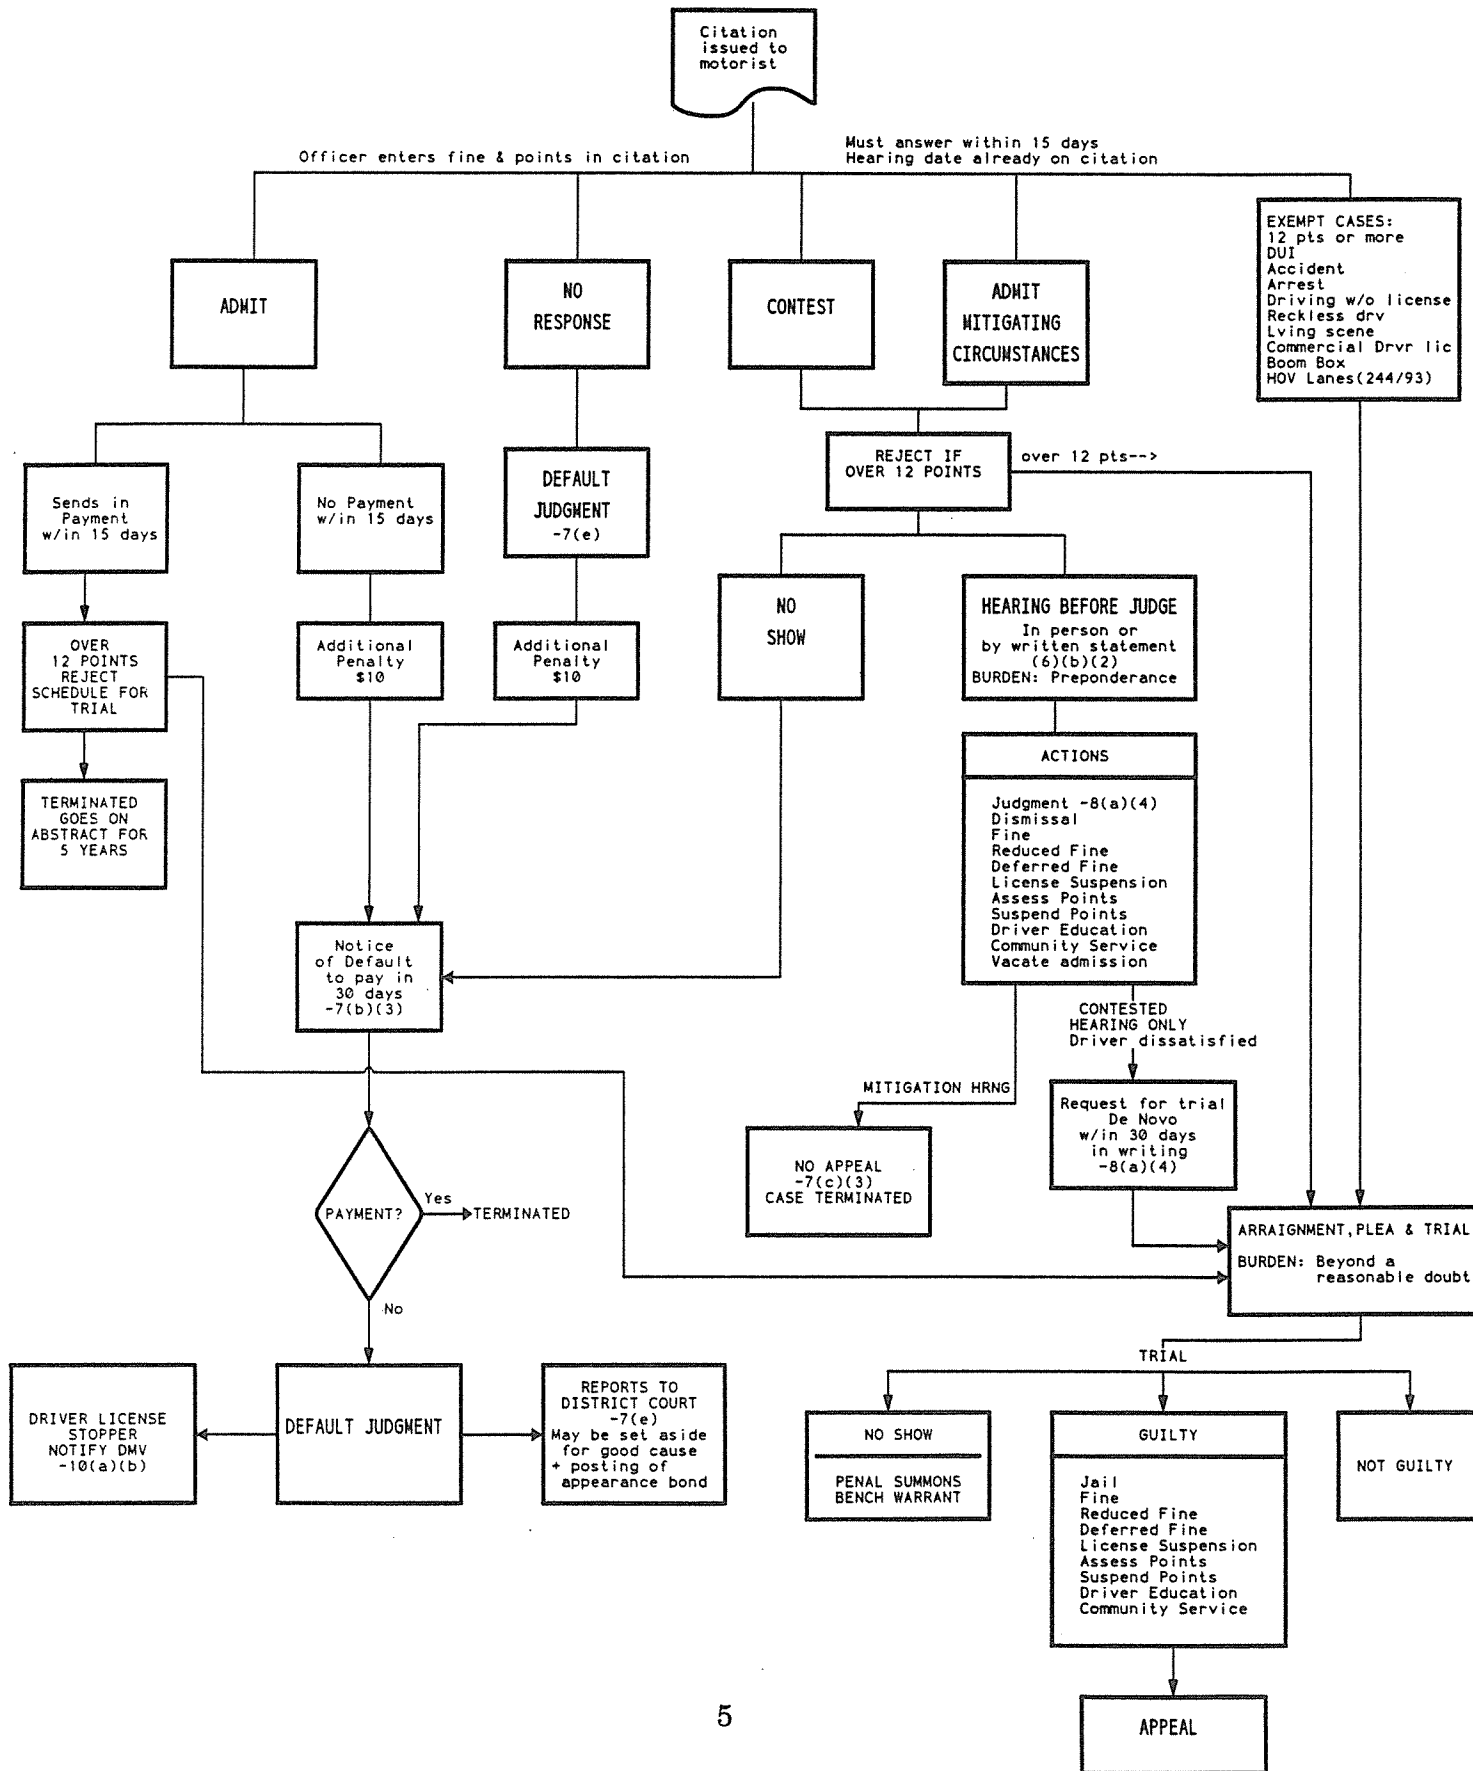 Citation
issued to
motorist
Officer enters fine & points in citation
Must answer within 15 days
Hearing date already on citation
ADMIT
NO
RESPONSE
CONTEST
ADMIT
MITIGATING
CIRCUMSTANCES
EXEMPT CASES:
12 pts or more
DUI
Accident
Arrest
Driving w/o license
Reckless drv
Lving scene
Commercial Drvr lic
Boom Box
HOV Lanes(244/93)
Sends in
Payment
w/in 15 days
No Payment
w/in 15 days
DEFAULT
JUDGMENT
-7(e)
REJECT IF
OVER 12 POINTS
over 12 pts-->
OVER
12 POINTS
REJECT
SCHEDULE FOR
TRIAL
Additional
Penalty
$10
Additional
Penalty
$10
NO
SHOW
HEARING BEFORE JUDGE
In person or
by written statement
(6)(b)(2)
BURDEN: Preponderance
TERMINATED
GOES ON
ABSTRACT FOR
5 YEARS
ACTIONS
Judgment -8(a)(4)
Dismissal
Fine
Reduced Fine
Deferred Fine
License Suspension
Assess Points
Suspend Points
Driver Education
Community Service
Vacate admission
Notice
of Default
to pay in
30 days
-7(b)(3)
CONTESTED
HEARING ONLY
Driver dissatisfied
MITIGATION HRNG
Request for trial
De Novo
w/in 30 days
in writing
-8(a)(4)
NO APPEAL
-7(c)(3)
CASE TERMINATED
PAYMENT?
Yes
TERMINATED
No
ARRAIGNMENT,PLEA & TRIAL
BURDEN: Beyond a
reasonable doubt
TRIAL
DRIVER LICENSE
STOPPER
NOTIFY DMV
-10(a)(b)
DEFAULT JUDGMENT
REPORTS TO
DISTRICT COURT
-7(e)
May be set aside
for good cause
+ posting of
appearance bond
NO SHOW
PENAL SUMMONS
BENCH WARRANT
GUILTY
Jail
Fine
Reduced Fine
Deferred Fine
License Suspension
Assess Points
Suspend Points
Driver Education
Community Service
NOT GUILTY
APPEAL
5